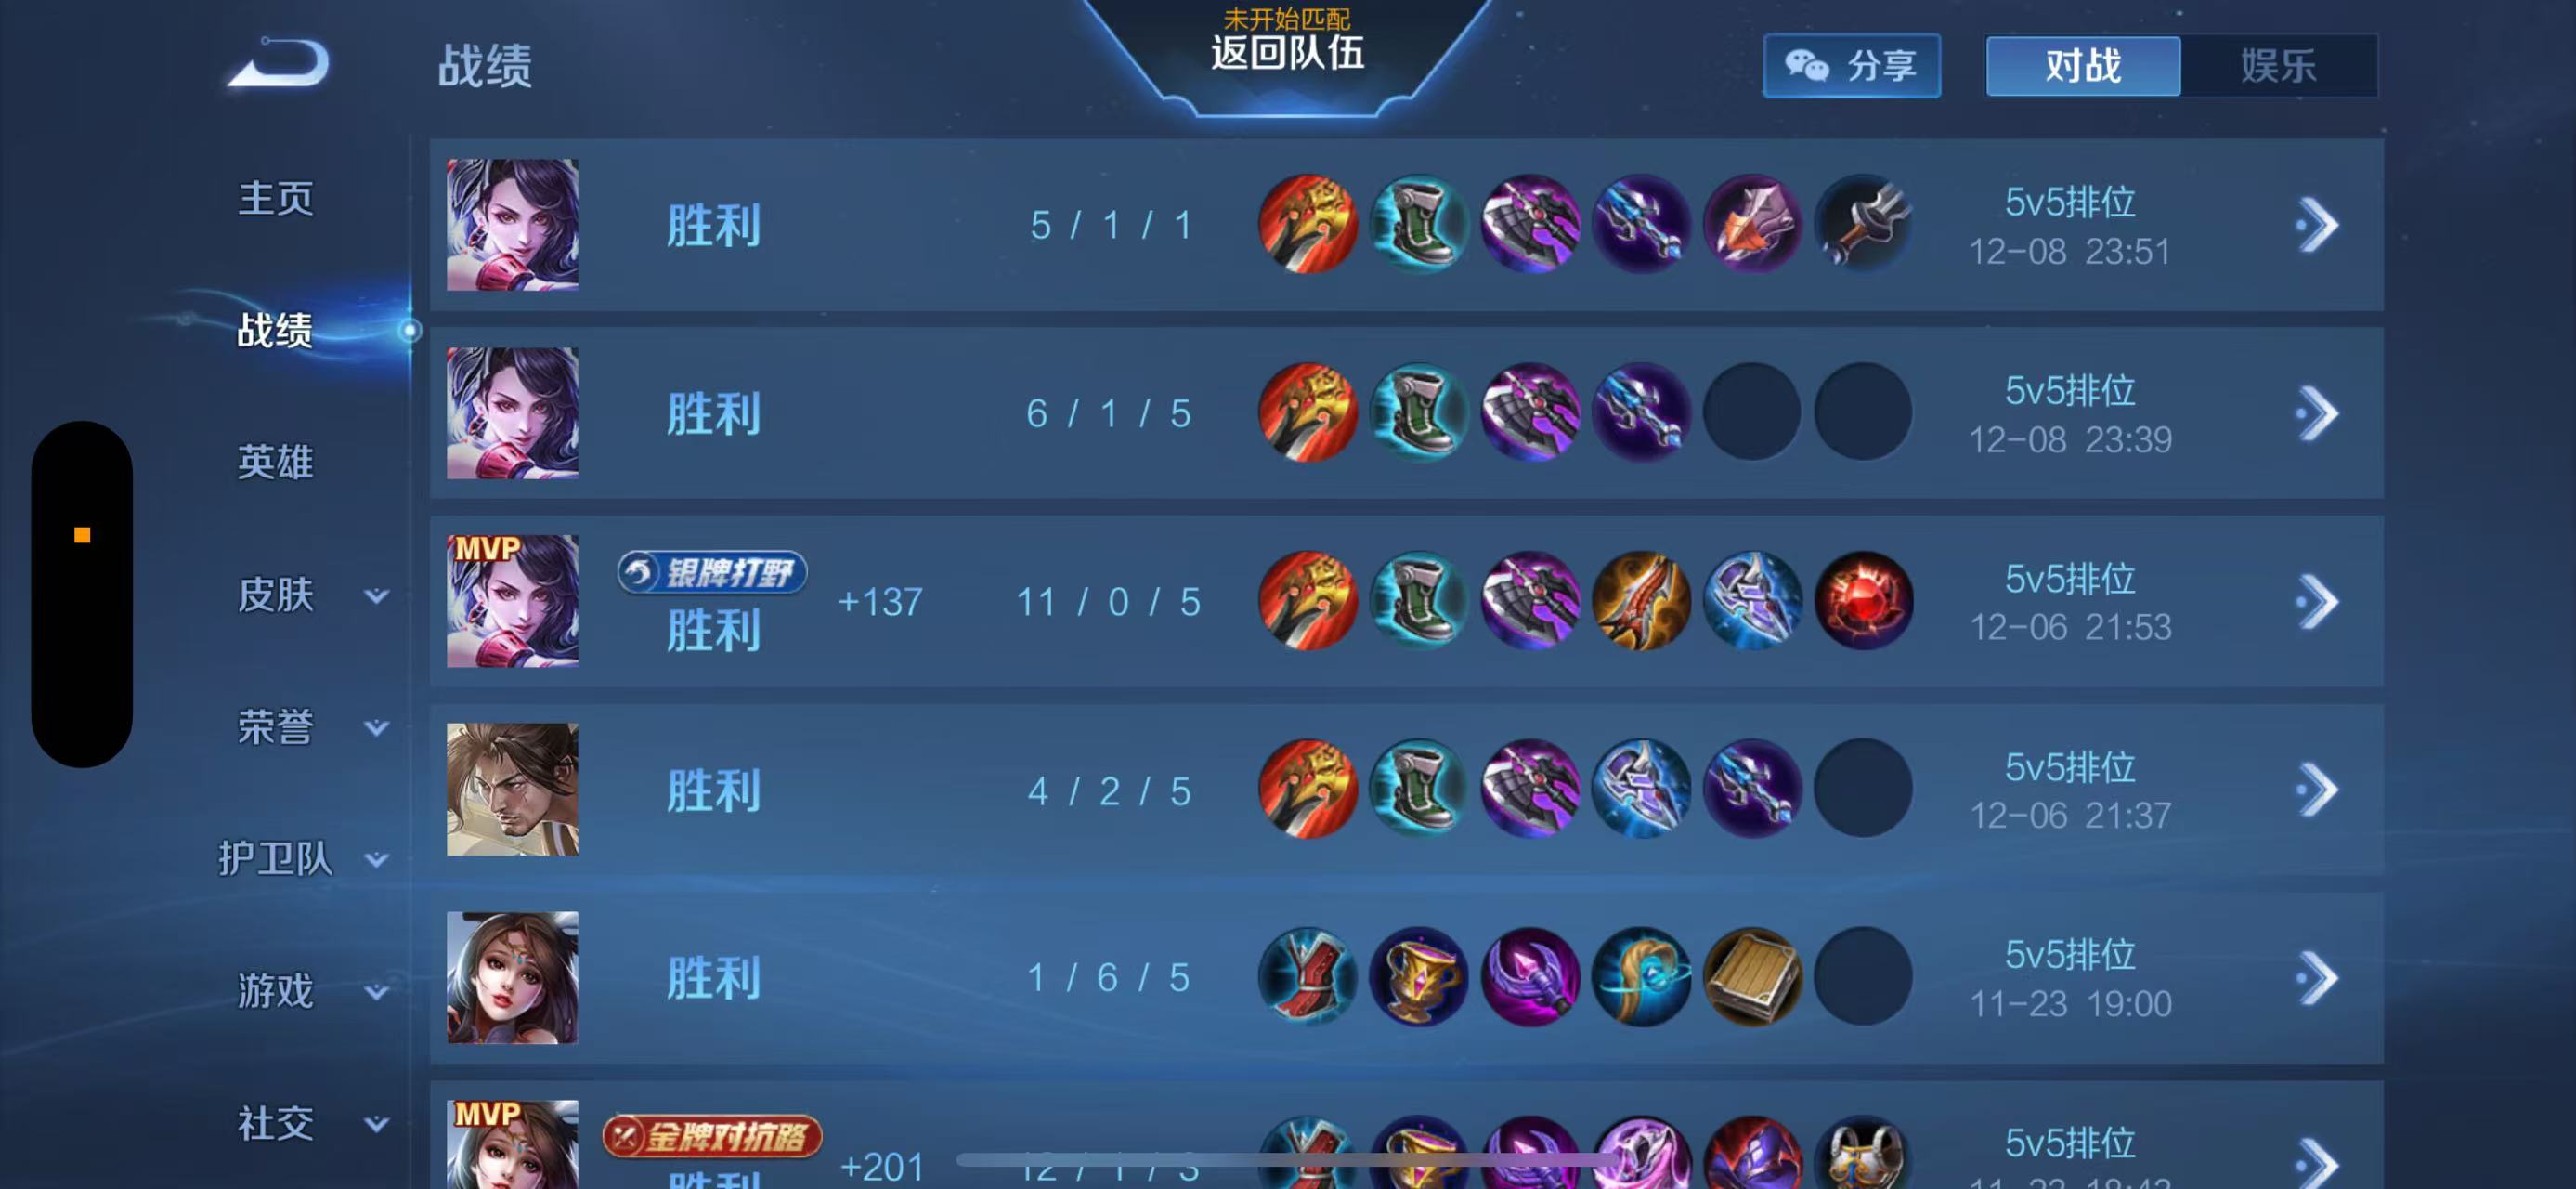 未开始匹配
返回队伍
战绩
分享
对战
娱乐
主页
战绩
英雄
皮肤
荣誉
护卫队
游戏
社交
胜利
5 / 1 / 1
5v5排位
12-08 23:51
胜利
6 / 1 / 5
5v5排位
12-08 23:39
MVP
银牌打野
胜利
+137
11 / 0 / 5
5v5排位
12-06 21:53
胜利
4 / 2 / 5
5v5排位
12-06 21:37
胜利
1 / 6 / 5
5v5排位
11-23 19:00
MVP
金牌对抗路
胜利
+201
12 / 1 / 3
5v5排位